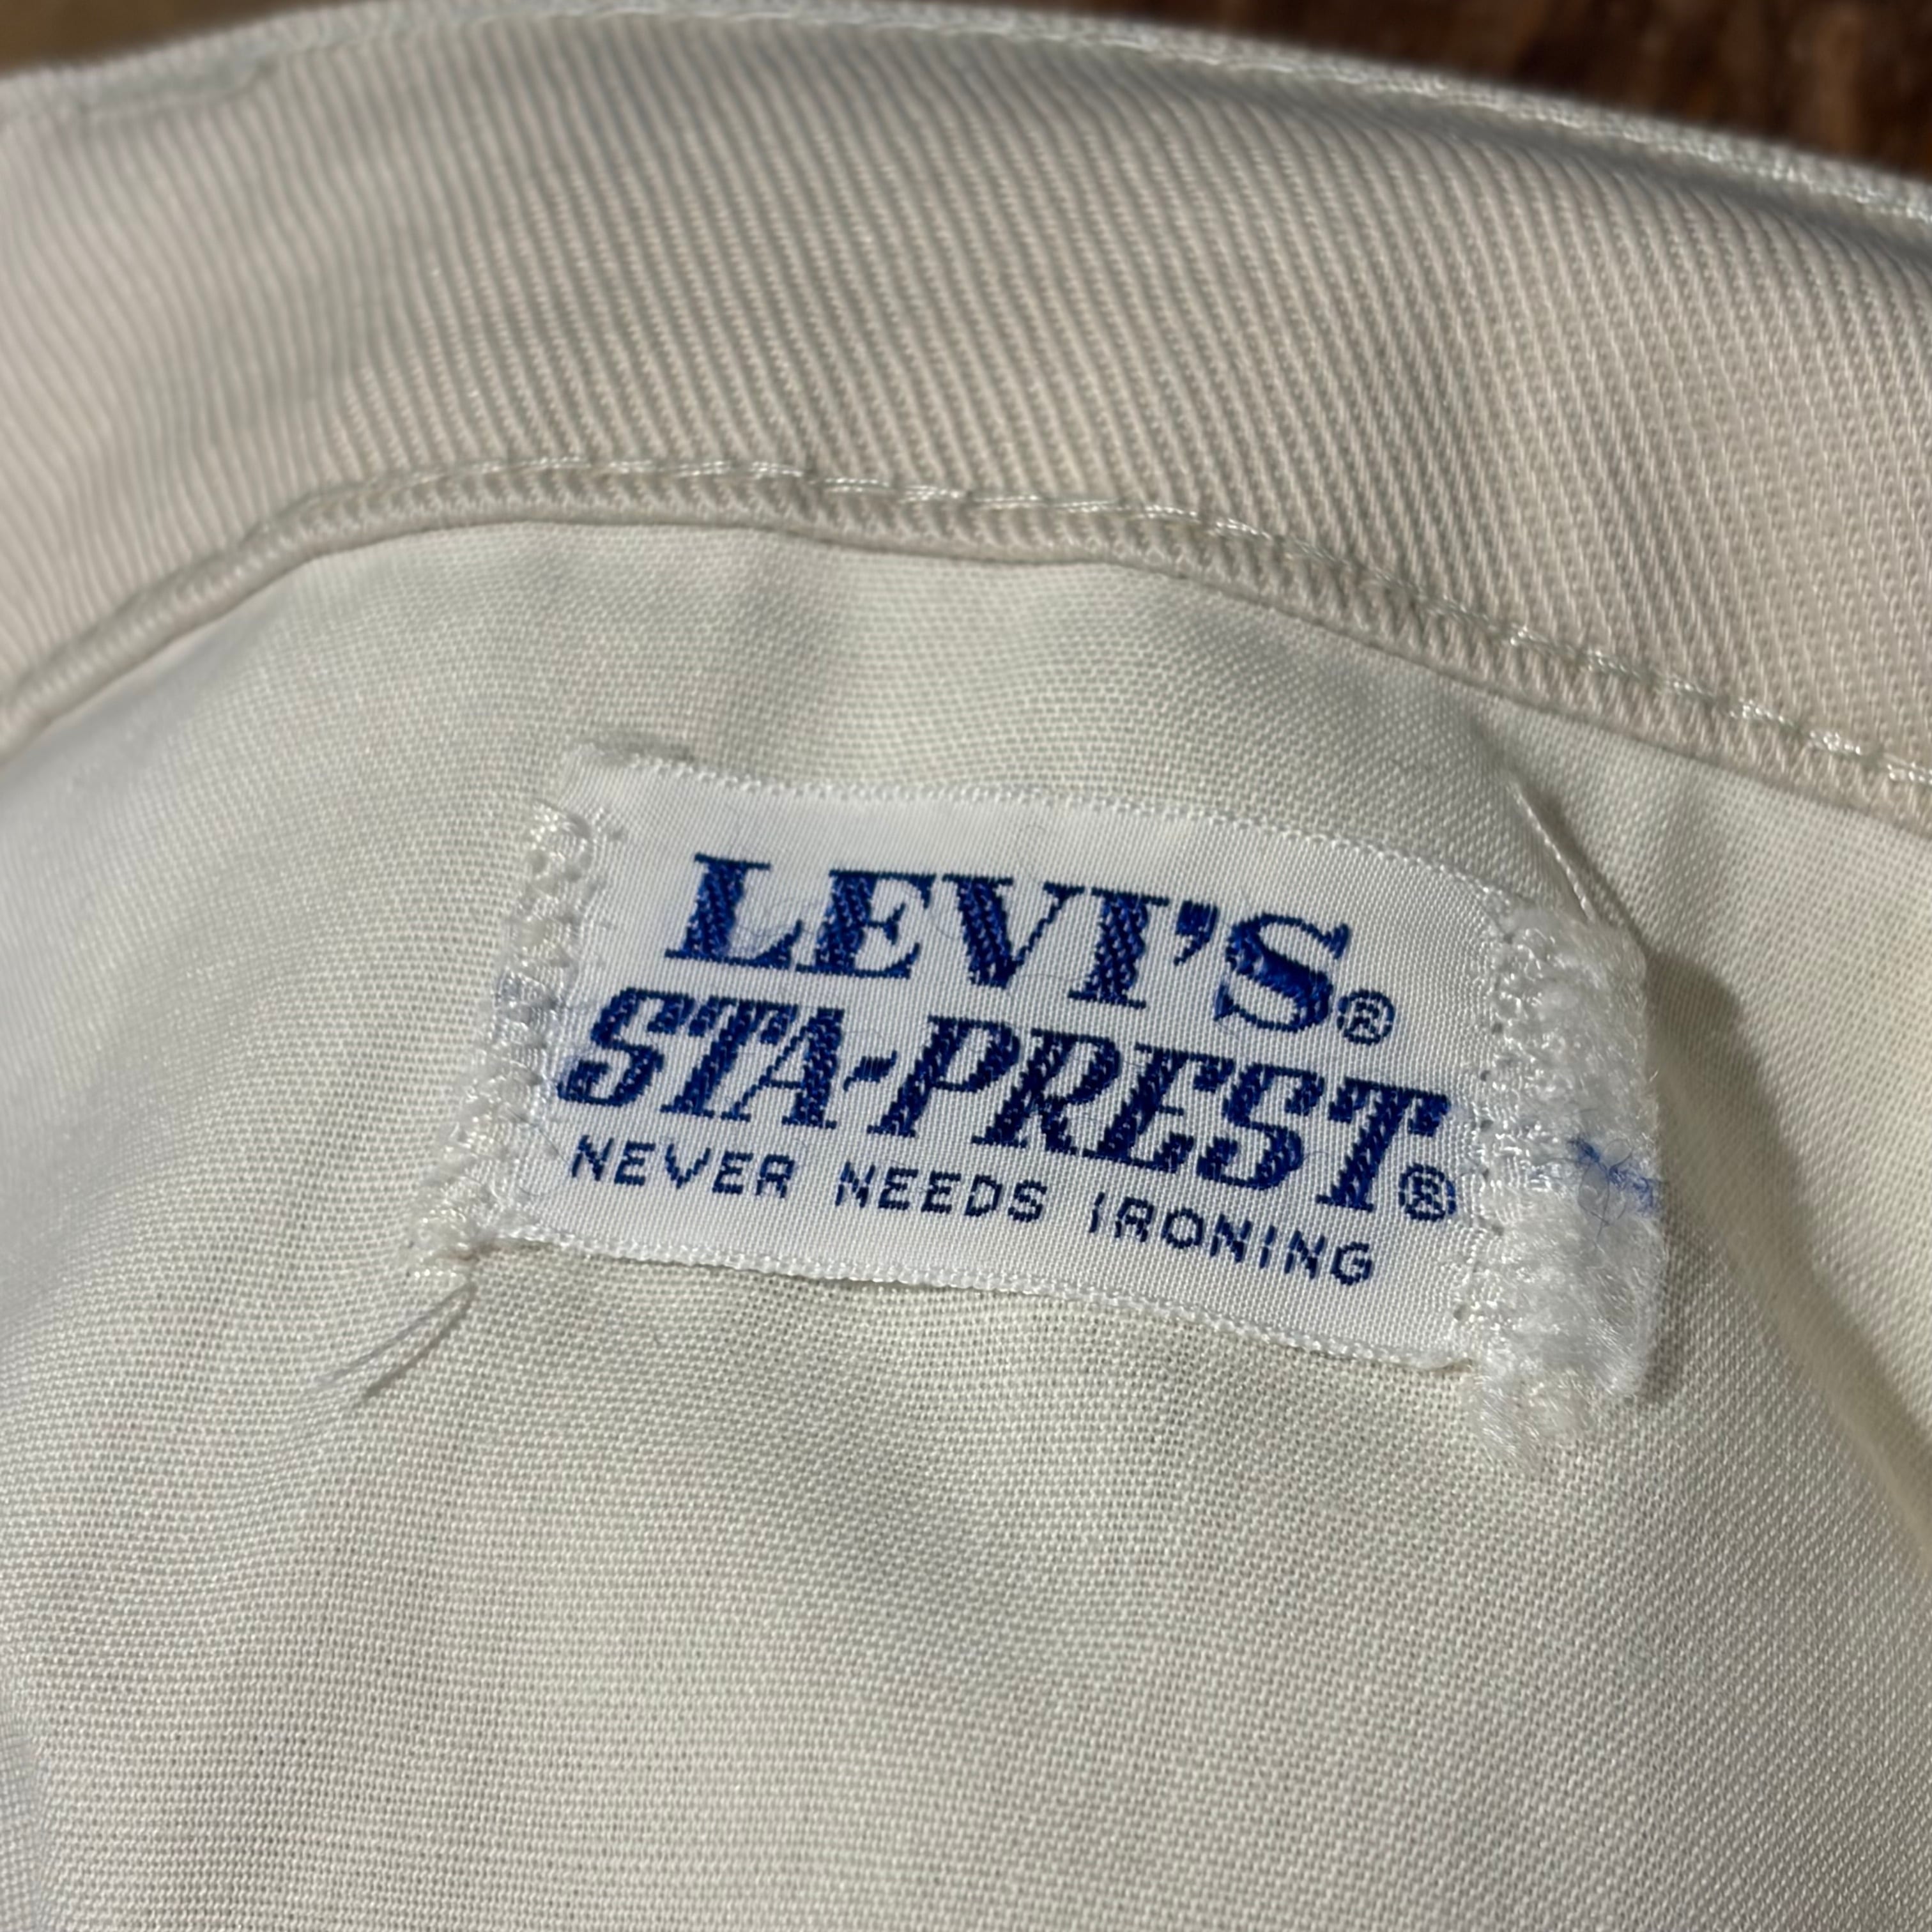 LEVI'S®
STA-PREST®
NEVER NEEDS IRONING